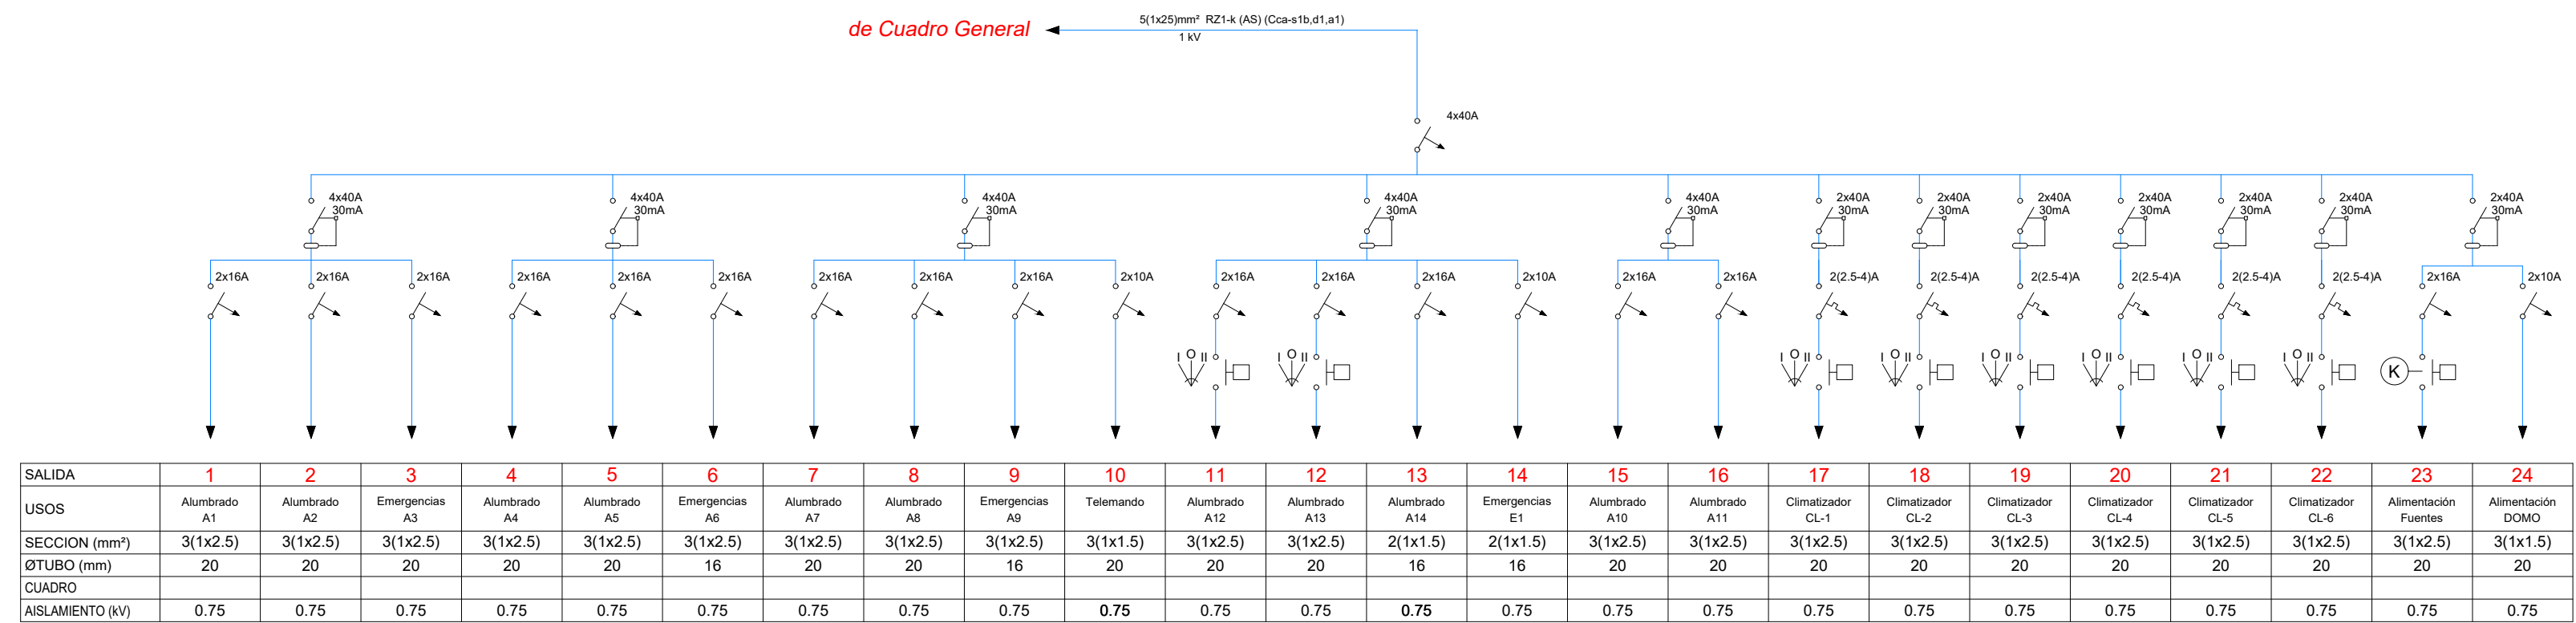 5(1x25)mm² RZ1-k (AS) (Cca-s1b,d1,a1)
de Cuadro General
1 kV
4x40A
4x40A 4x40A 4x40A 4x40A 4x40A 2x40A 2x40A 2x40A 2x40A 2x40A 2x40A 2x40A
30mA 30mA 30mA 30mA 30mA 30mA 30mA 30mA 30mA 30mA 30mA 30mA
2x16A 2x16A 2x16A 2x16A 2x16A 2x16A 2x16A 2x16A 2x16A 2x10A 2x16A 2x16A 2x16A 2x10A 2x16A 2x16A 2(2.5-4)A 2(2.5-4)A 2(2.5-4)A 2(2.5-4)A 2(2.5-4)A 2(2.5-4)A 2x16A 2x10A
I O II I O II I O II I O II I O II I O II I O II I O II K
SALIDA 1 2 3 4 5 6 7 8 9 10 11 12 13 14 15 16 17 18 19 20 21 22 23 24
USOS Alumbrado Alumbrado Emergencias Alumbrado Alumbrado Emergencias Alumbrado Alumbrado Emergencias Telemando Alumbrado Alumbrado Alumbrado Emergencias Alumbrado Alumbrado Climatizador Climatizador Climatizador Climatizador Climatizador Climatizador Alimentación Alimentación
A1 A2 A3 A4 A5 A6 A7 A8 A9 A12 A13 A14 E1 A10 A11 CL-1 CL-2 CL-3 CL-4 CL-5 CL-6 Fuentes DOMO
SECCION (mm²) 3(1x2.5) 3(1x2.5) 3(1x2.5) 3(1x2.5) 3(1x2.5) 3(1x2.5) 3(1x2.5) 3(1x2.5) 3(1x2.5) 3(1x1.5) 3(1x2.5) 3(1x2.5) 2(1x1.5) 2(1x1.5) 3(1x2.5) 3(1x2.5) 3(1x2.5) 3(1x2.5) 3(1x2.5) 3(1x2.5) 3(1x2.5) 3(1x2.5) 3(1x2.5) 3(1x1.5)
ØTUBO (mm) 20 20 20 20 20 16 20 20 16 20 20 20 16 16 20 20 20 20 20 20 20 20 20 20
CUADRO
AISLAMIENTO (kV) 0.75 0.75 0.75 0.75 0.75 0.75 0.75 0.75 0.75 0.75 0.75 0.75 0.75 0.75 0.75 0.75 0.75 0.75 0.75 0.75 0.75 0.75 0.75 0.75